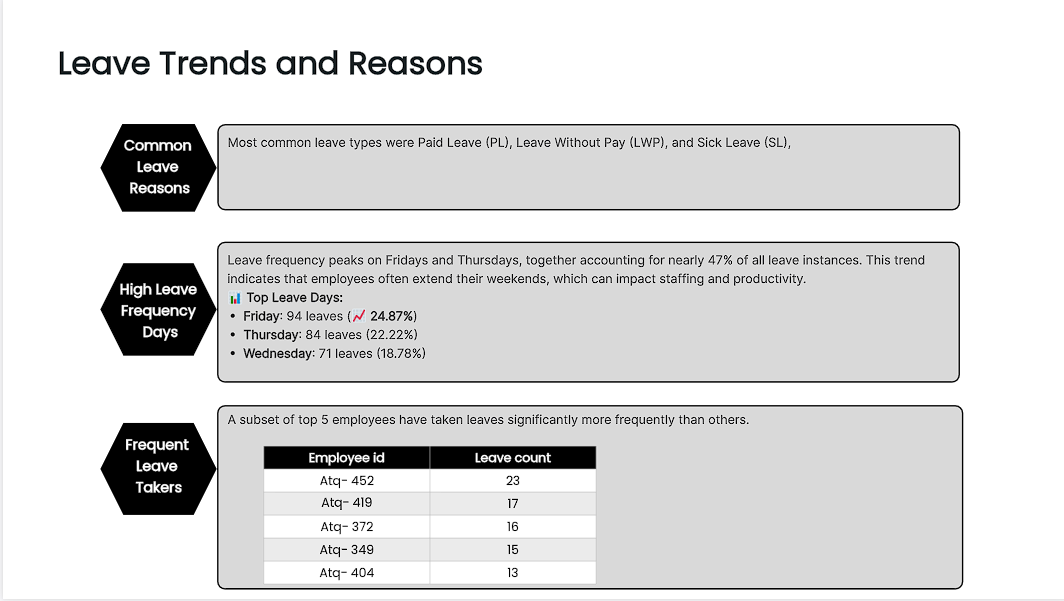 Leave Trends and Reasons
Common
Leave
Reasons
Most common leave types were Paid Leave (PL), Leave Without Pay (LWP), and Sick Leave (SL),
High Leave
Frequency
Days
Leave frequency peaks on Fridays and Thursdays, together accounting for nearly 47% of all leave instances. This trend
indicates that employees often extend their weekends, which can impact staffing and productivity.
📊 Top Leave Days:
• Friday: 94 leaves (📈 24.87%)
• Thursday: 84 leaves (22.22%)
• Wednesday: 71 leaves (18.78%)
Frequent
Leave
Takers
A subset of top 5 employees have taken leaves significantly more frequently than others.
Employee id Leave count
Atq- 452 23
Atq- 419 17
Atq- 372 16
Atq- 349 15
Atq- 404 13